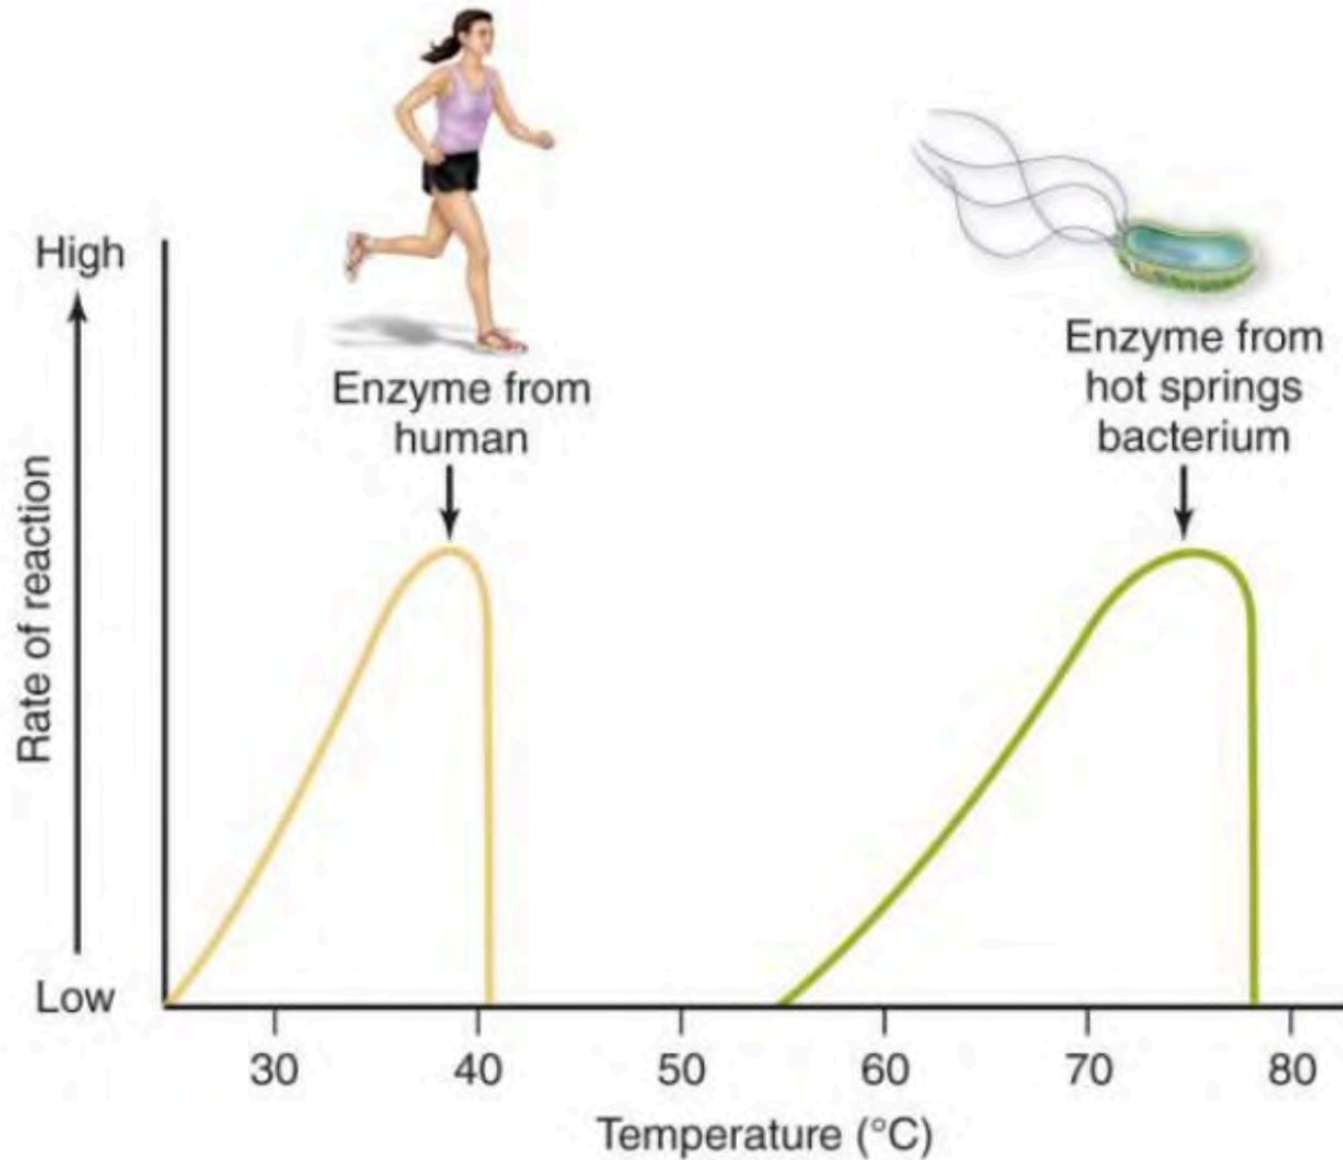 High
Rate of reaction
Low
Enzyme from
human
Enzyme from
hot springs
bacterium
30 40 50 60 70 80
Temperature (°C)